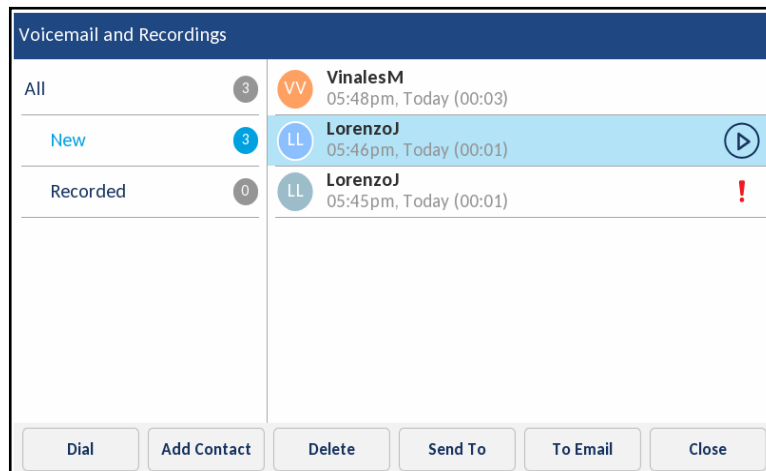 Voicemail and Recordings
All 3
New 3
Recorded 0
VV VinalesM
05:48pm, Today (00:03)
LL LorenzoJ
05:46pm, Today (00:01)
LL LorenzoJ
05:45pm, Today (00:01) !
Dial Add Contact Delete Send To To Email Close